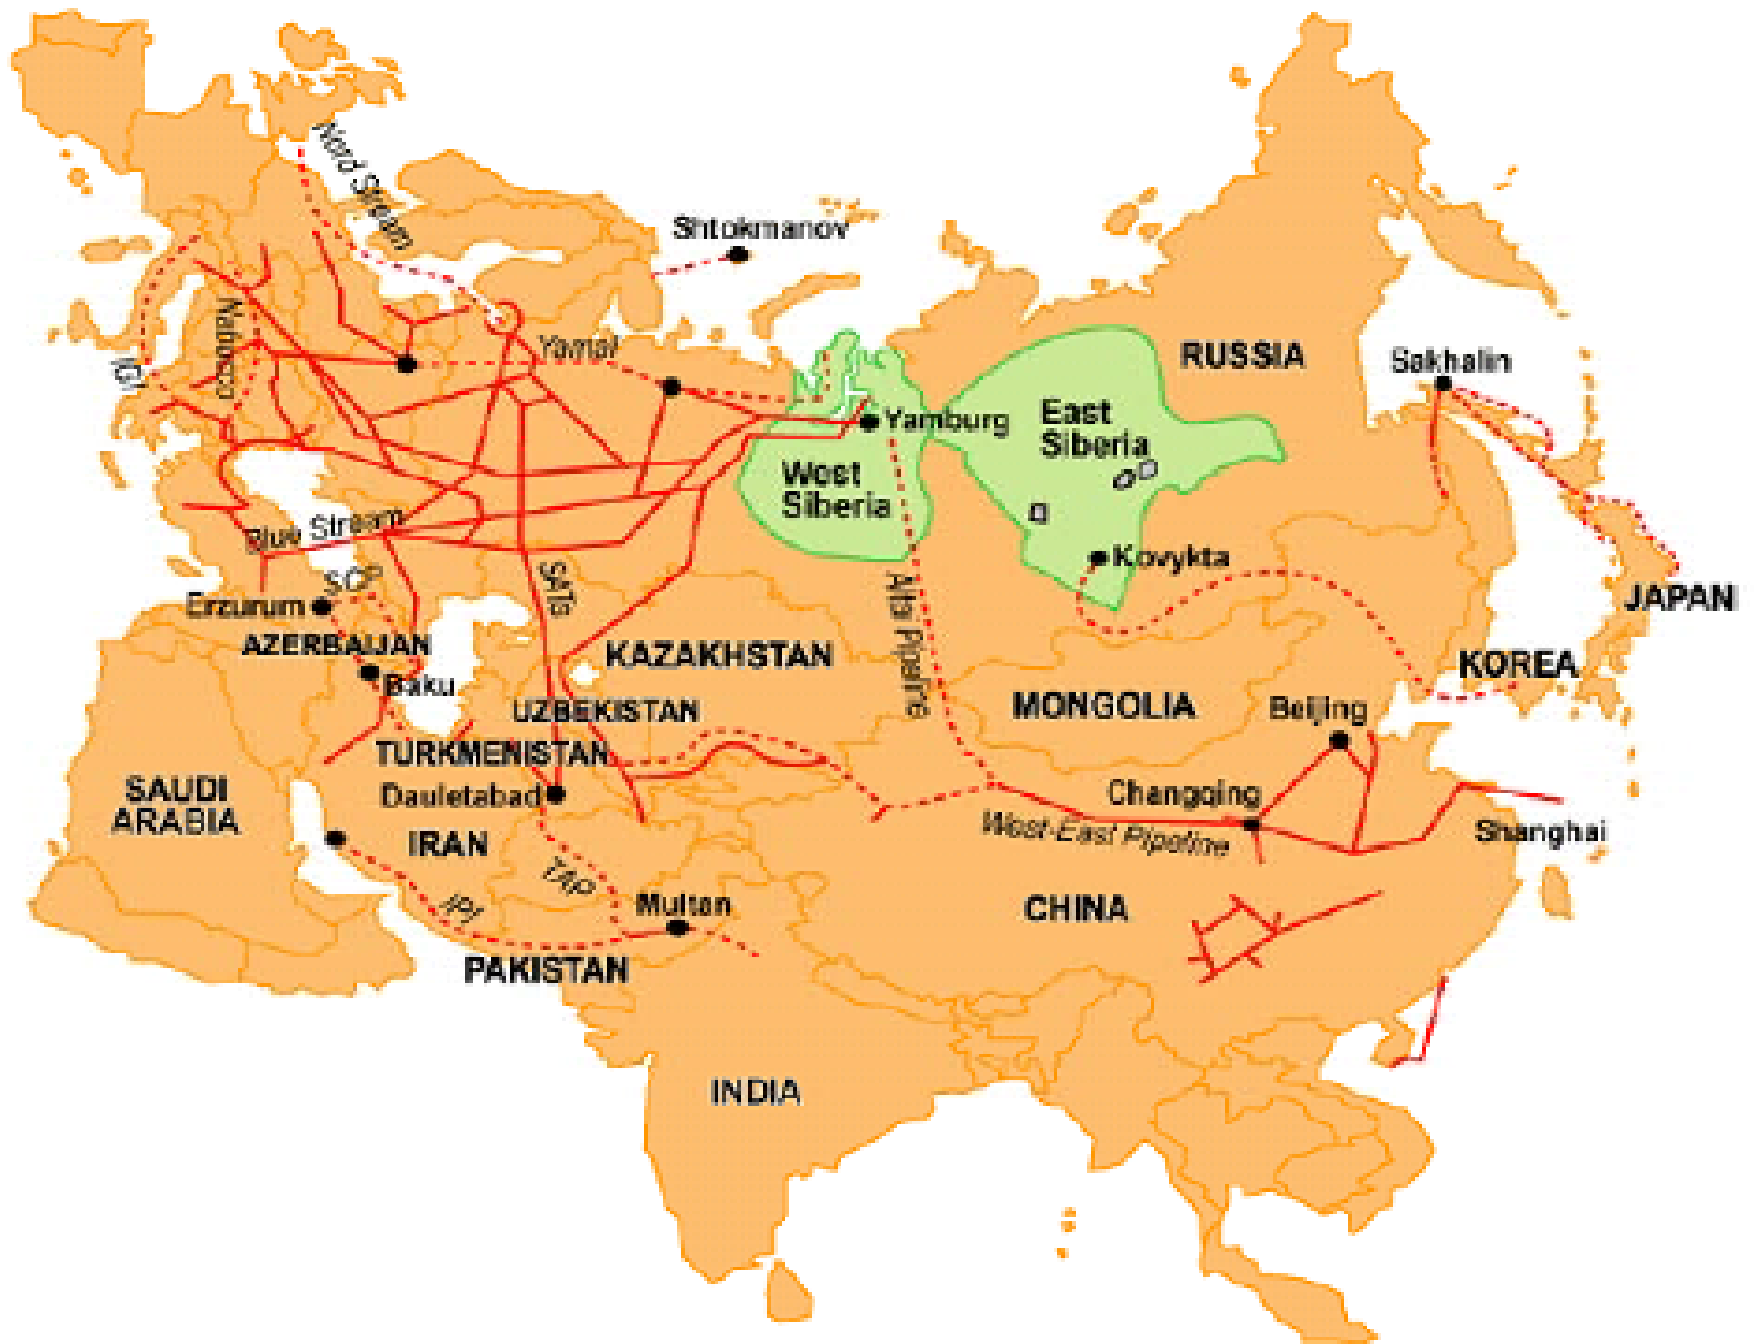 Nord Stream
Shtokmanov
Nabucco
IGI
Yamal
RUSSIA
Sakhalin
Yamburg
East
Siberia
West
Siberia
Blue Stream
SCP
SATs
Kovykta
Altai Pipeline
Erzurum
JAPAN
AZERBAIJAN
KAZAKHSTAN
Baku
KOREA
UZBEKISTAN
MONGOLIA
Beijing
TURKMENISTAN
SAUDI
ARABIA
Dauletabad
Changqing
IRAN
West-East Pipeline
Shanghai
TAP
IPI
Multan
CHINA
PAKISTAN
INDIA